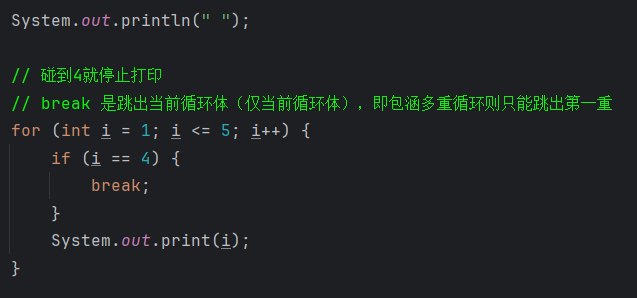 System.out.println(" ");
// 碰到4就停止打印
// break 是跳出当前循环体（仅当前循环体），即包涵多重循环则只能跳出第一重
for (int i = 1; i <= 5; i++) {
    if (i == 4) {
        break;
    }
    System.out.print(i);
}